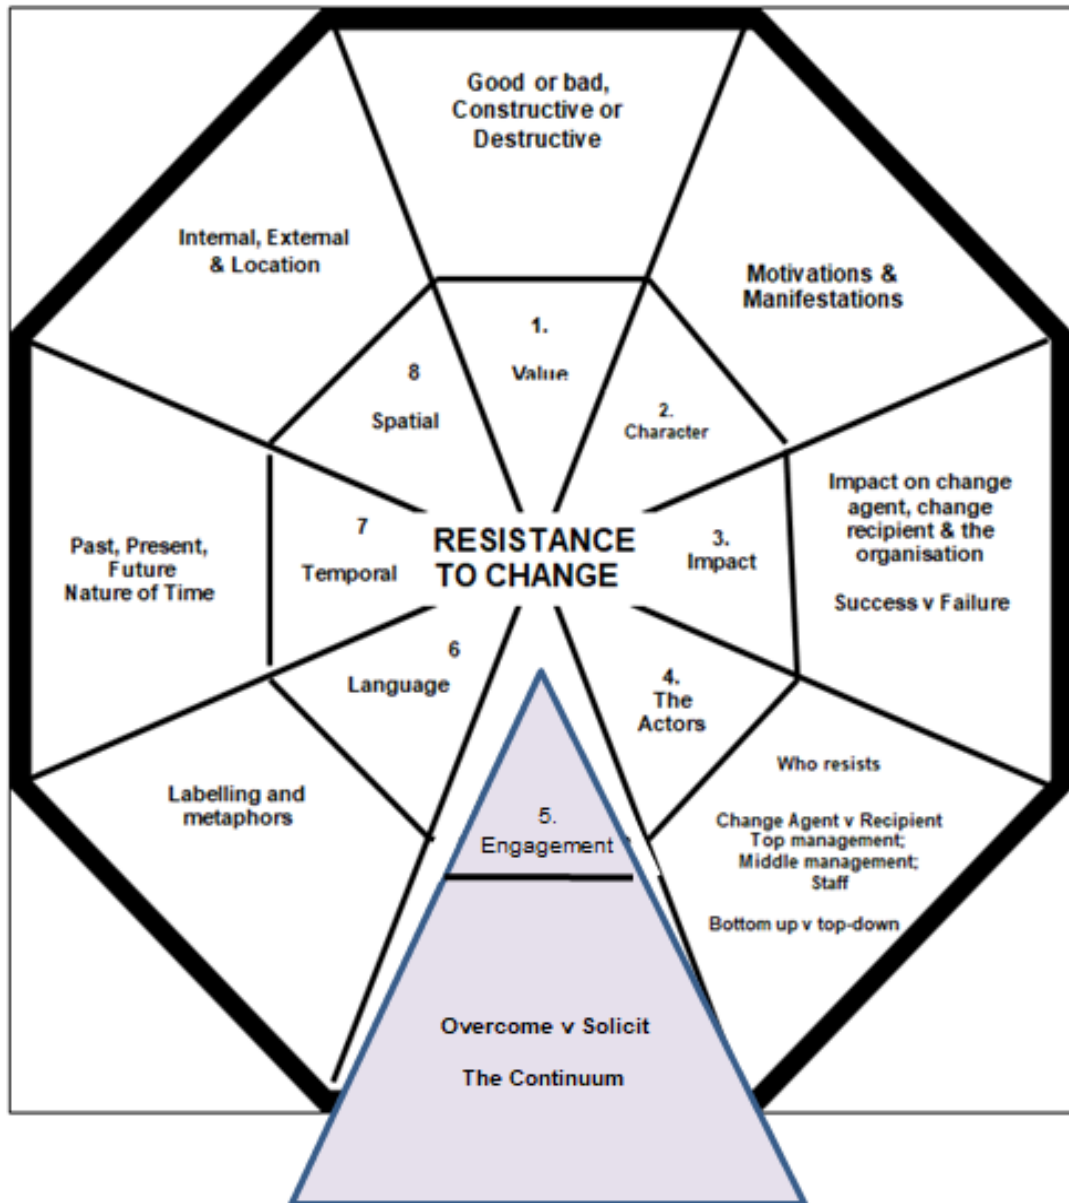 RESISTANCE
TO CHANGE
1.
Value
Good or bad,
Constructive or
Destructive
2.
Character
Motivations &
Manifestations
3.
Impact
Impact on change
agent, change
recipient & the
organisation
Success v Failure
4.
The
Actors
Who resists
Change Agent v Recipient
Top management;
Middle management;
Staff
Bottom up v top-down
5.
Engagement
Overcome v Solicit
The Continuum
6
Language
Labelling and
metaphors
7
Temporal
Past, Present,
Future
Nature of Time
8
Spatial
Internal, External
& Location